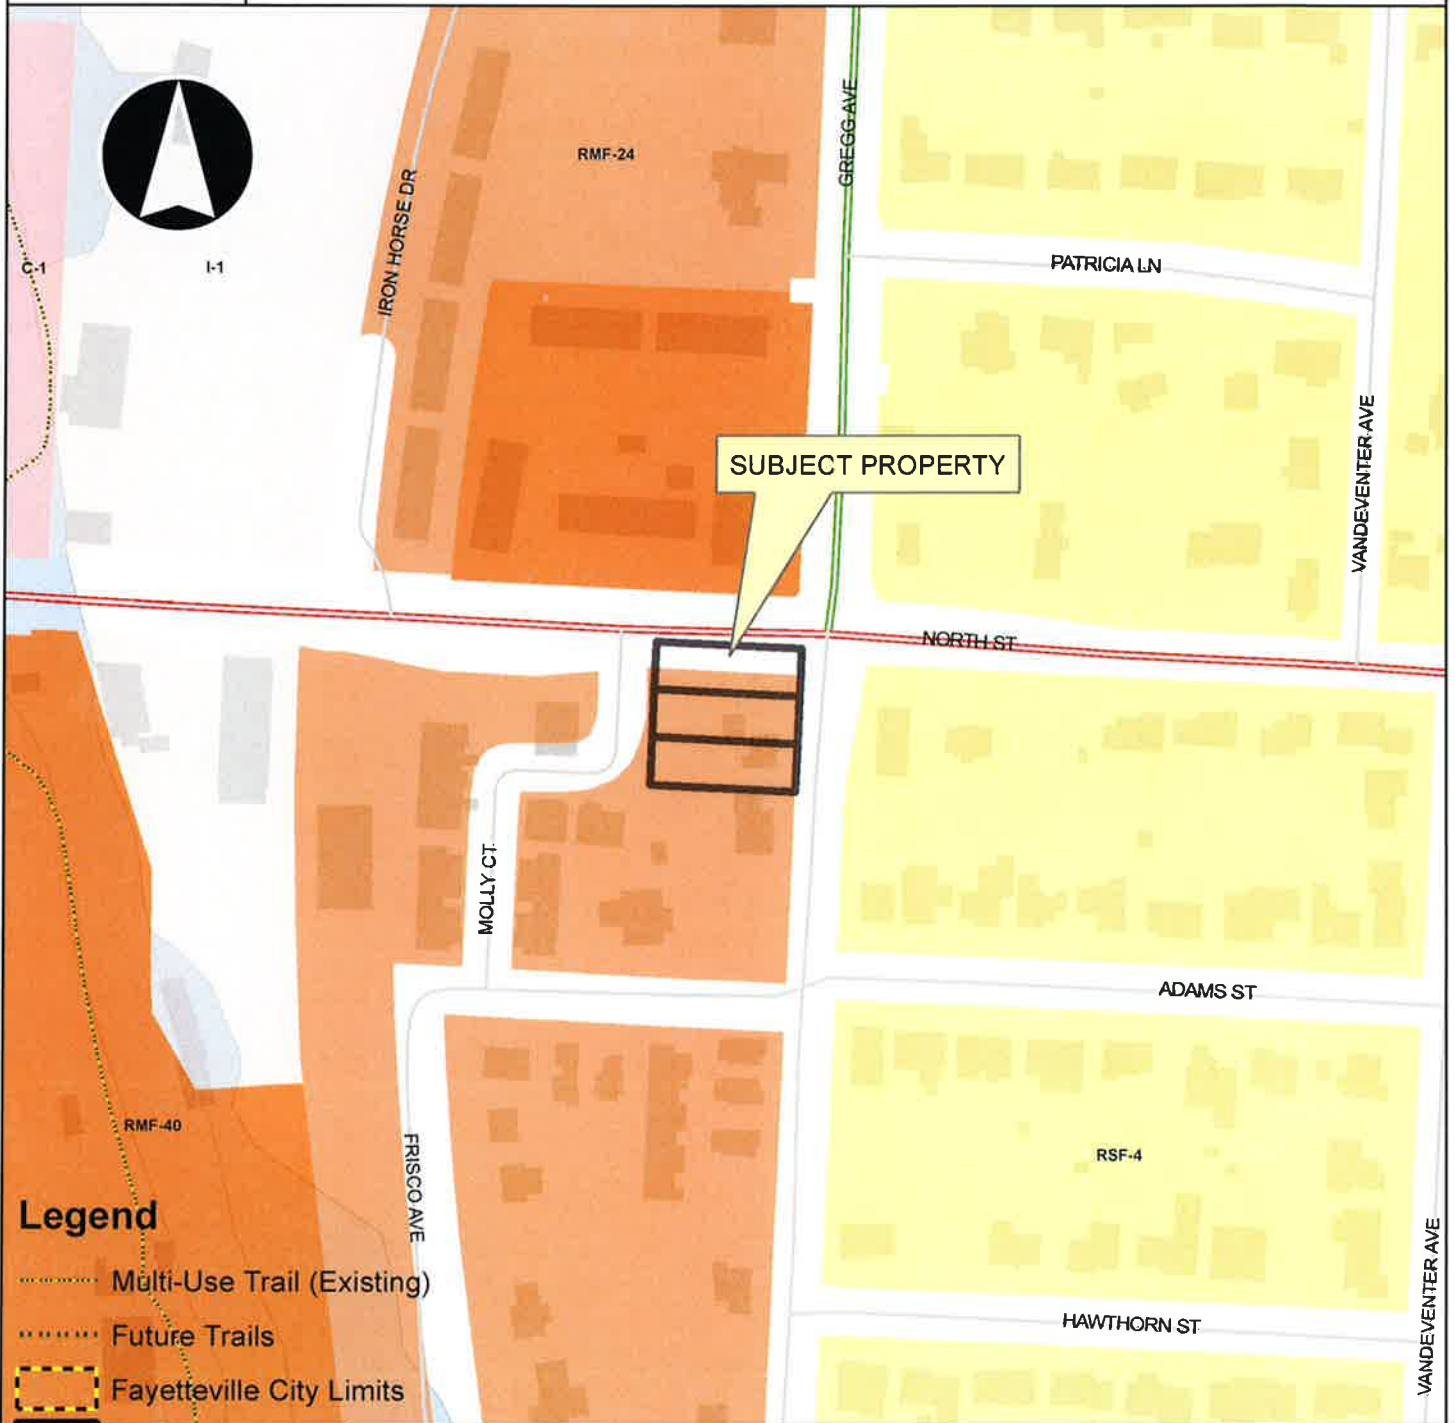 GREGG AVE
RMF-24
IRON HORSE DR
C-1
I-1
PATRICIA LN
SUBJECT PROPERTY
VANDEVENTER AVE
NORTH ST
MOLLY CT
ADAMS ST
RMF-40
FRISCO AVE
RSF-4
Legend
Multi-Use Trail (Existing)
HAWTHORN ST
VANDEVENTER AVE
Future Trails
Fayetteville City Limits